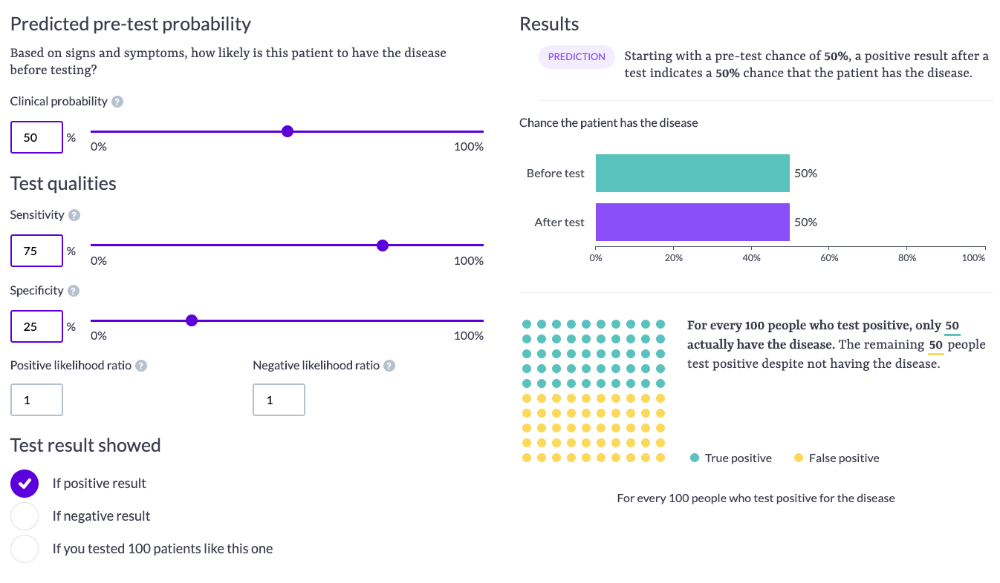 Predicted pre-test probability
Based on signs and symptoms, how likely is this patient to have the disease
before testing?
Clinical probability ?
50 %
0% 100%
Test qualities
Sensitivity ?
75 %
0% 100%
Specificity ?
25 %
0% 100%
Positive likelihood ratio ? Negative likelihood ratio ?
1 1
Test result showed
If positive result
If negative result
If you tested 100 patients like this one
Results
PREDICTION
Starting with a pre-test chance of 50%, a positive result after a
test indicates a 50% chance that the patient has the disease.
Chance the patient has the disease
Before test 50%
After test 50%
0% 20% 40% 60% 80% 100%
For every 100 people who test positive, only 50
actually have the disease. The remaining 50 people
test positive despite not having the disease.
True positive False positive
For every 100 people who test positive for the disease